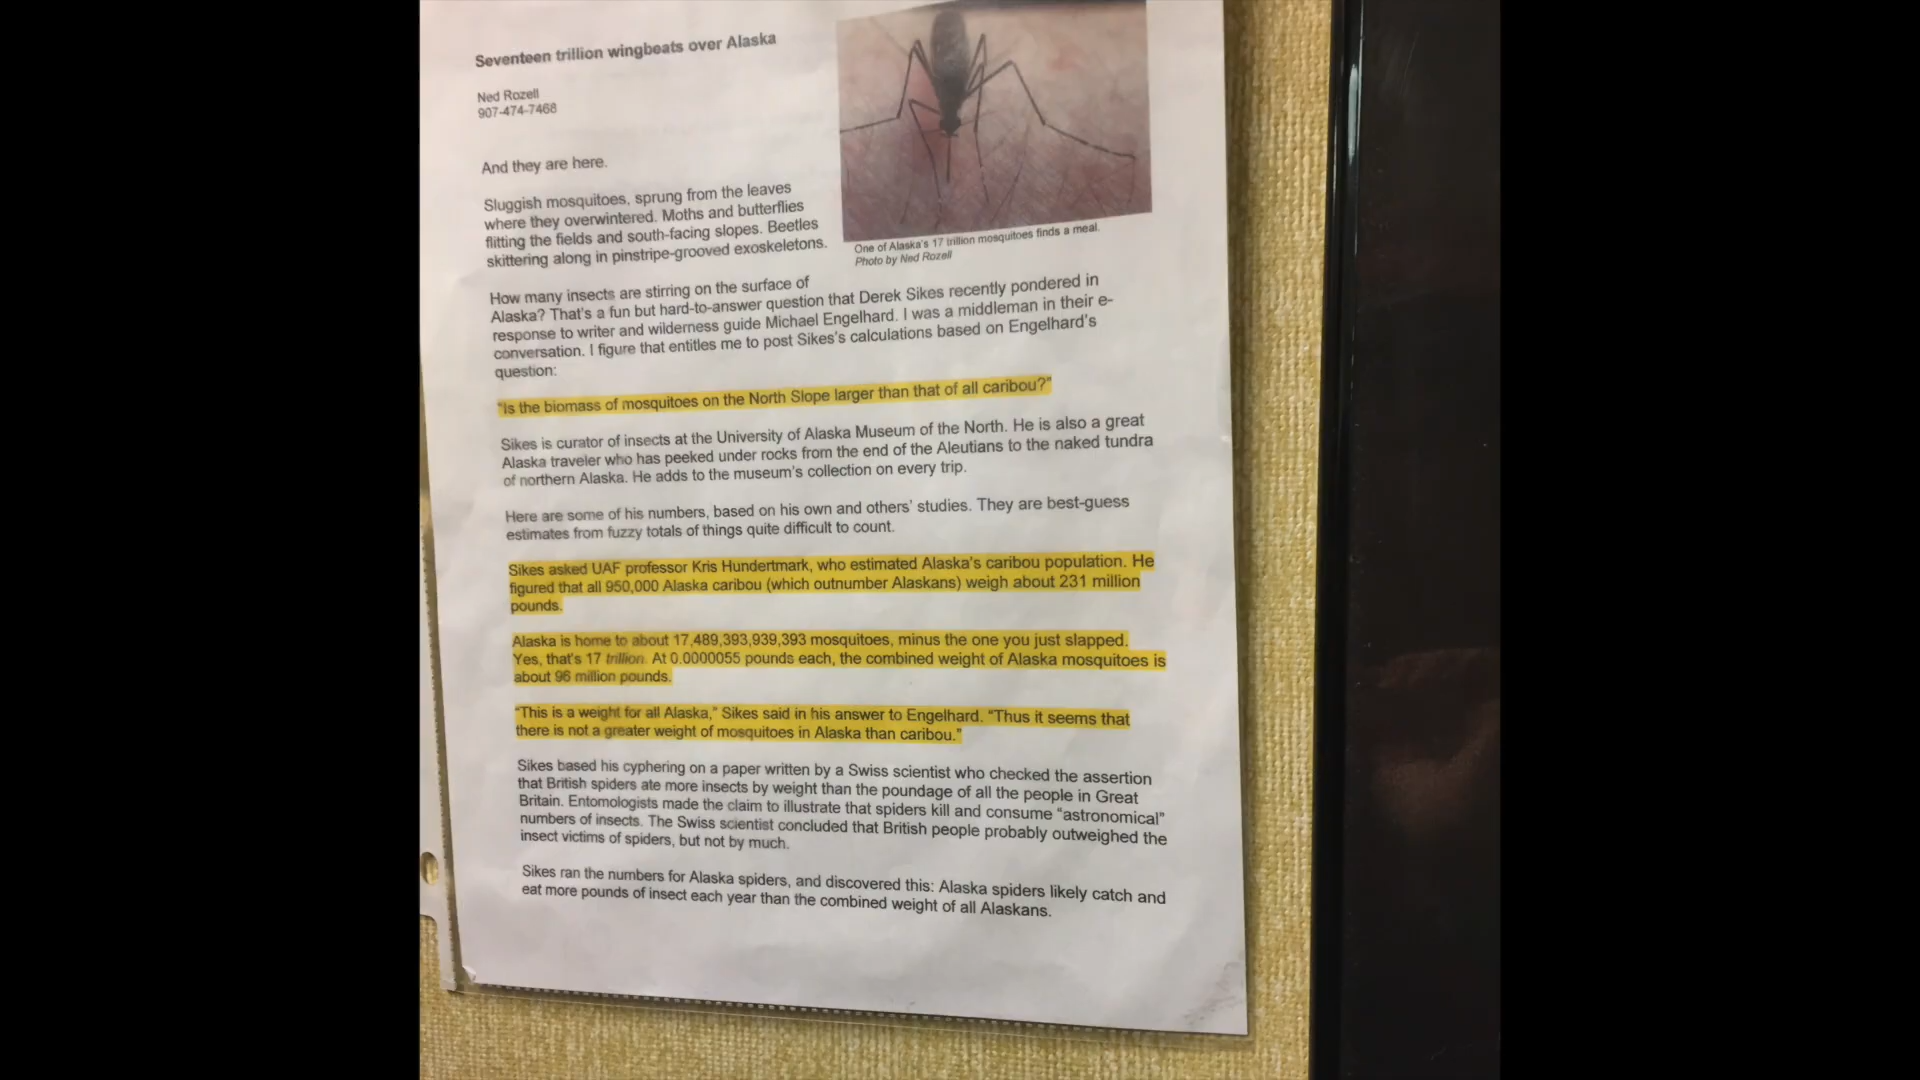 Seventeen trillion wingbeats over Alaska
Ned Rozell
907-474-7468
And they are here.
Sluggish mosquitoes, sprung from the leaves
where they overwintered. Moths and butterflies
flitting the fields and south-facing slopes. Beetles
skittering along in pinstripe-grooved exoskeletons.
One of Alaska's 17 trillion mosquitoes finds a meal.
Photo by Ned Rozell
How many insects are stirring on the surface of
Alaska? That's a fun but hard-to-answer question that Derek Sikes recently pondered in
response to writer and wilderness guide Michael Engelhard. I was a middleman in their e-
conversation. I figure that entitles me to post Sikes's calculations based on Engelhard's
question:
"Is the biomass of mosquitoes on the North Slope larger than that of all caribou?"
Sikes is curator of insects at the University of Alaska Museum of the North. He is also a great
Alaska traveler who has peeked under rocks from the end of the Aleutians to the naked tundra
of northern Alaska. He adds to the museum's collection on every trip.
Here are some of his numbers, based on his own and others' studies. They are best-guess
estimates from fuzzy totals of things quite difficult to count.
Sikes asked UAF professor Kris Hundertmark, who estimated Alaska's caribou population. He
figured that all 950,000 Alaska caribou (which outnumber Alaskans) weigh about 231 million
pounds.
Alaska is home to about 17,489,393,939,393 mosquitoes, minus the one you just slapped.
Yes, that's 17 trillion. At 0.0000055 pounds each, the combined weight of Alaska mosquitoes is
about 96 million pounds.
"This is a weight for all Alaska," Sikes said in his answer to Engelhard. "Thus it seems that
there is not a greater weight of mosquitoes in Alaska than caribou."
Sikes based his cyphering on a paper written by a Swiss scientist who checked the assertion
that British spiders ate more insects by weight than the poundage of all the people in Great
Britain. Entomologists made the claim to illustrate that spiders kill and consume "astronomical"
numbers of insects. The Swiss scientist concluded that British people probably outweighed the
insect victims of spiders, but not by much.
Sikes ran the numbers for Alaska spiders, and discovered this: Alaska spiders likely catch and
eat more pounds of insect each year than the combined weight of all Alaskans.